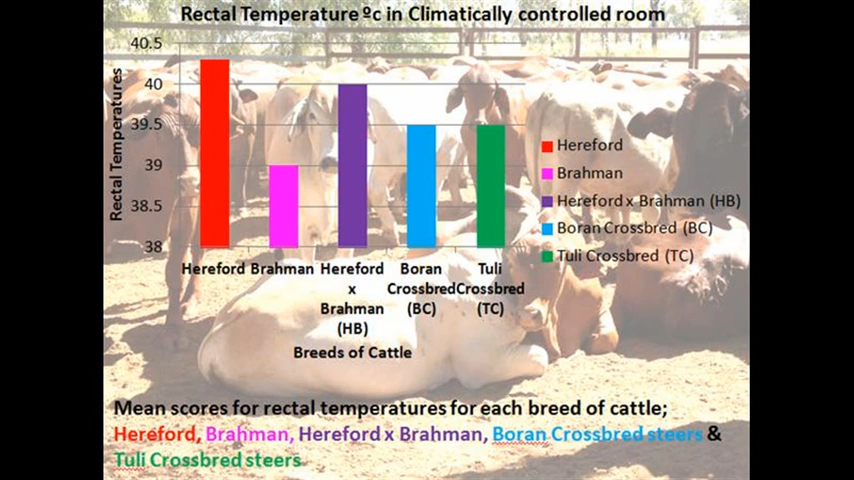 Rectal Temperature ºc in Climatically controlled room
40.5
40
39.5
39
38.5
38
Rectal Temperatures
Hereford
Brahman
Hereford
x
Brahman
(HB)
Boran
Crossbred
(BC)
Tuli
Crossbred
(TC)
Breeds of Cattle
Hereford
Brahman
Hereford x Brahman (HB)
Boran Crossbred (BC)
Tuli Crossbred (TC)
Mean scores for rectal temperatures for each breed of cattle;
Hereford, Brahman, Hereford x Brahman, Boran Crossbred steers &
Tuli Crossbred steers